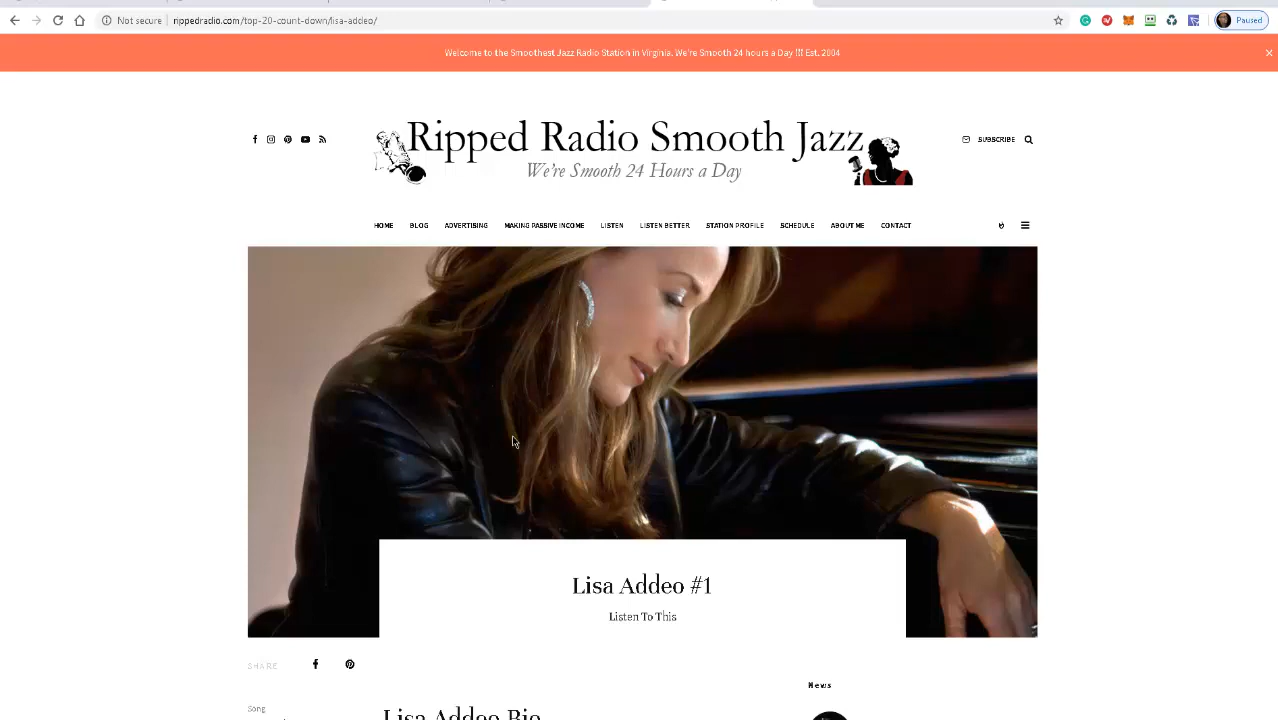 Not secure
rippedradio.com/top-20-count-down/lisa-addeo/
Paused
Welcome to the Smoothest Jazz Radio Station in Virginia. We're Smooth 24 hours a Day !!! Est. 2004
Ripped Radio Smooth Jazz
We're Smooth 24 Hours a Day
SUBSCRIBE
HOME BLOG ADVERTISING MAKING PASSIVE INCOME LISTEN LISTEN BETTER STATION PROFILE SCHEDULE ABOUT ME CONTACT
Lisa Addeo #1
Listen To This
SHARE
News
Song
Lisa Addeo Bio